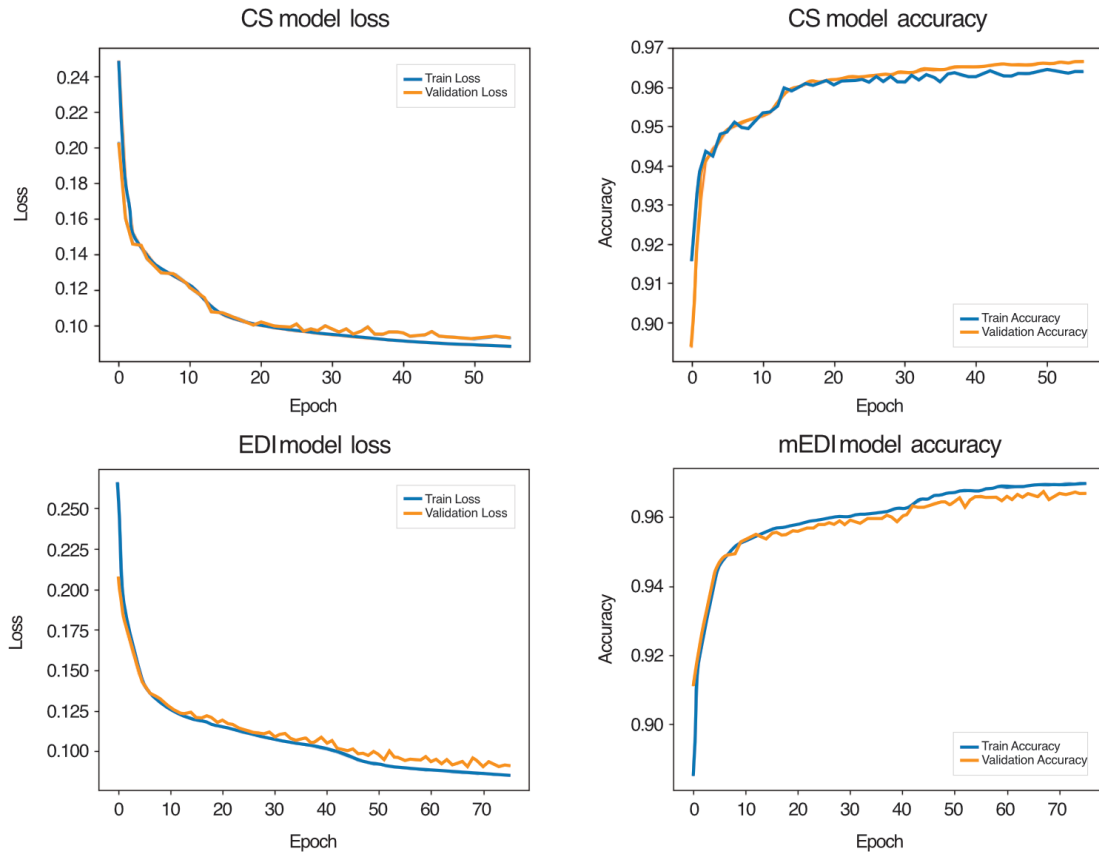 CS model loss
0.24
0.20
0.20
0.18
0.16
0.14
0.12
0.10
Loss
0 10 20 30 40 50
Epoch
Train Loss
Validation Loss
CS model accuracy
0.97
0.96
0.95
0.94
0.93
0.92
0.91
0.90
Accuracy
0 10 20 30 40 50
Epoch
Train Accuracy
Validation Accuracy
EDI model loss
0.250
0.225
0.200
0.175
0.150
0.125
0.100
Loss
0 10 20 30 40 50 60 70
Epoch
Train Loss
Validation Loss
mEDI model accuracy
0.96
0.94
0.92
0.90
Accuracy
0 10 20 30 40 50 60 70
Epoch
Train Accuracy
Validation Accuracy